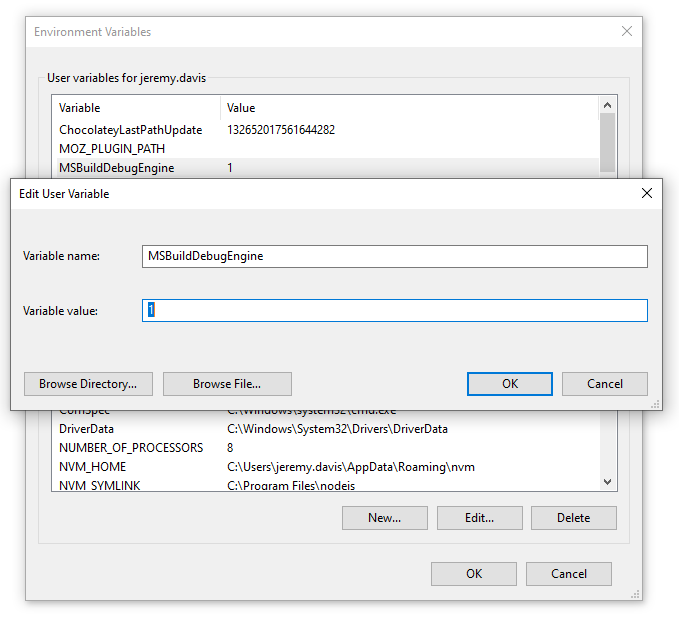 Environment Variables
User variables for jeremy.davis
Variable Value
ChocolateyLastPathUpdate 132652017561644282
MOZ_PLUGIN_PATH
MSBuildDebugEngine 1
Edit User Variable
Variable name: MSBuildDebugEngine
Variable value: 1
Browse Directory... Browse File... OK Cancel
ComSpec C:\Windows\System32\cmd.exe
DriverData C:\Windows\System32\Drivers\DriverData
NUMBER_OF_PROCESSORS 8
NVM_HOME C:\Users\jeremy.davis\AppData\Roaming\nvm
NVM_SYMLINK C:\Program Files\nodejs
New... Edit... Delete
OK Cancel